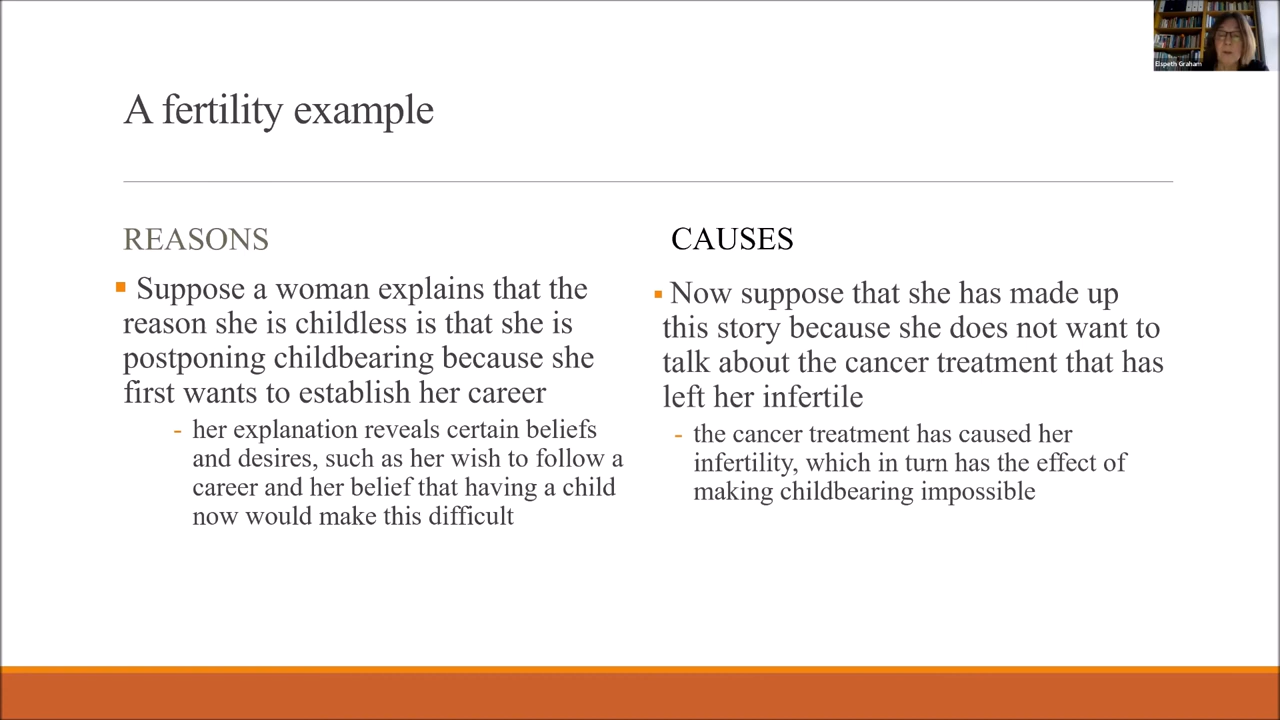 Elspeth Graham
A fertility example
REASONS
▪ Suppose a woman explains that the
reason she is childless is that she is
postponing childbearing because she
first wants to establish her career
- her explanation reveals certain beliefs
and desires, such as her wish to follow a
career and her belief that having a child
now would make this difficult
CAUSES
▪ Now suppose that she has made up
this story because she does not want to
talk about the cancer treatment that has
left her infertile
- the cancer treatment has caused her
infertility, which in turn has the effect of
making childbearing impossible